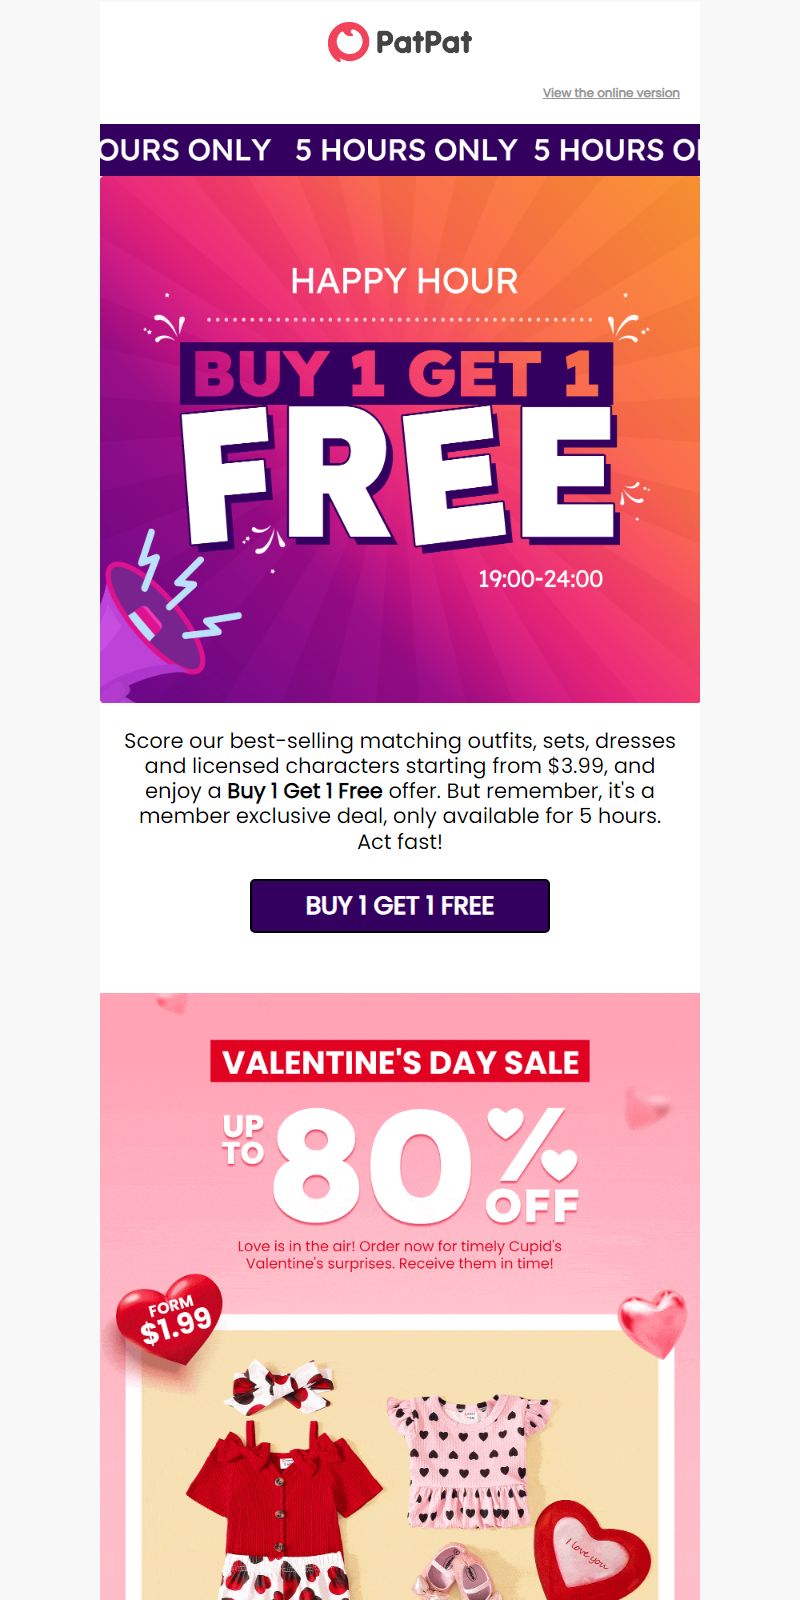 PatPat
View the online version
OURS ONLY 5 HOURS ONLY 5 HOURS O
HAPPY HOUR
BUY 1 GET 1
FREE
19:00-24:00
Score our best-selling matching outfits, sets, dresses
and licensed characters starting from $3.99, and
enjoy a Buy 1 Get 1 Free offer. But remember, it's a
member exclusive deal, only available for 5 hours.
Act fast!
BUY 1 GET 1 FREE
VALENTINE'S DAY SALE
UP
TO
80%
OFF
Love is in the air! Order now for timely Cupid's
Valentine's surprises. Receive them in time!
FORM
$1.99
I love you